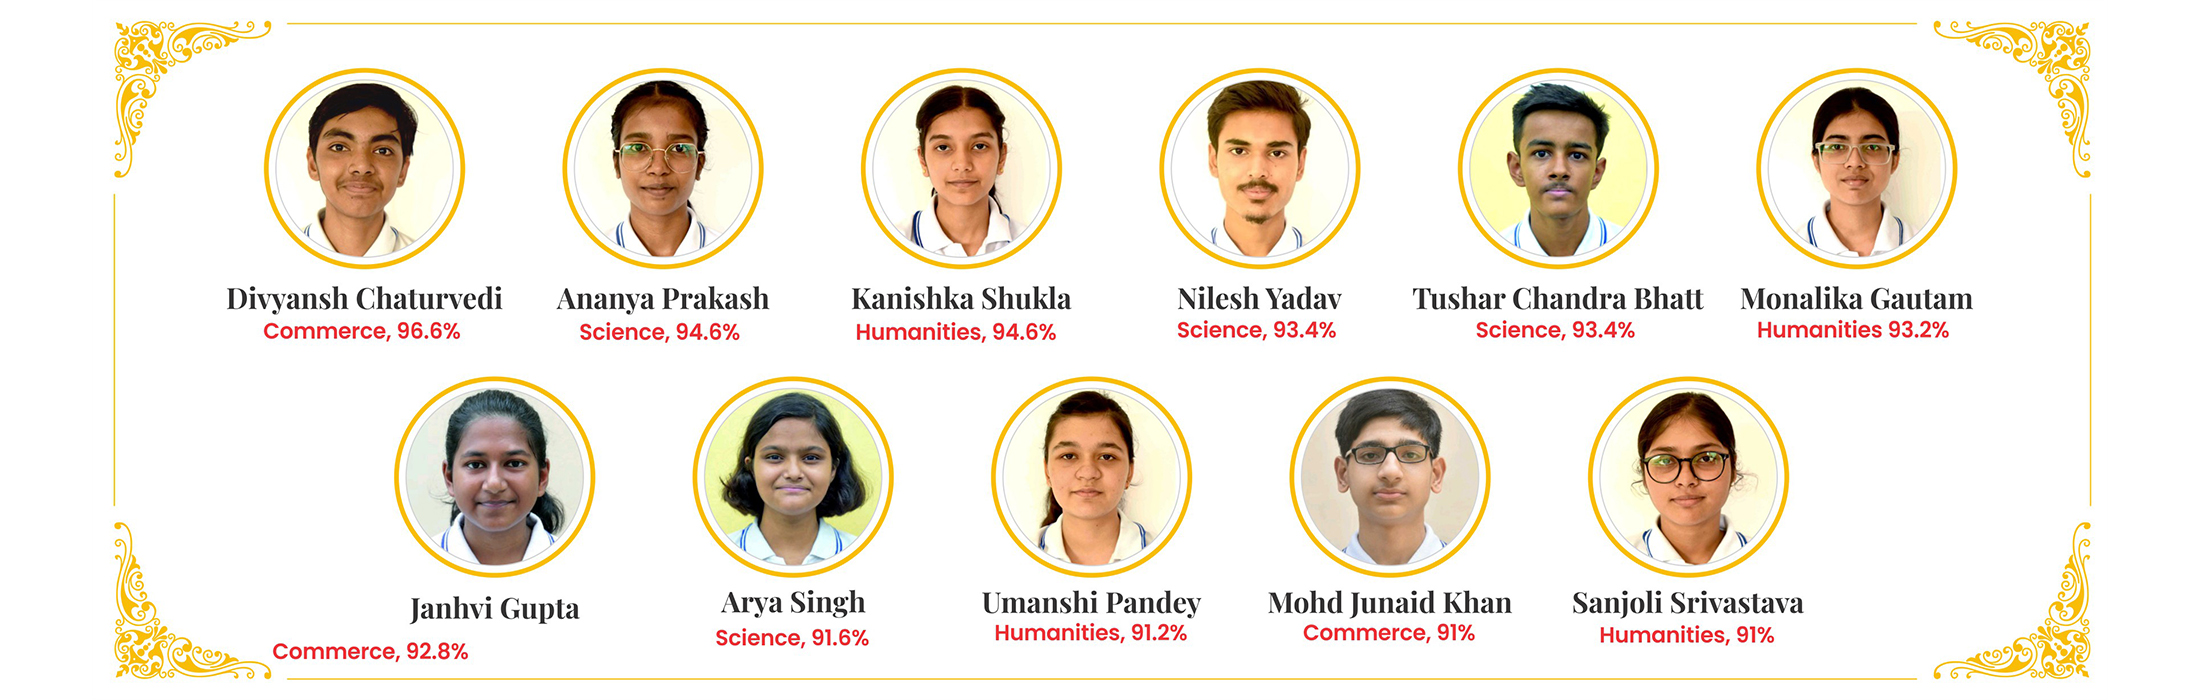 Divyansh Chaturvedi
Commerce, 96.6%
Ananya Prakash
Science, 94.6%
Kanishka Shukla
Humanities, 94.6%
Nilesh Yadav
Science, 93.4%
Tushar Chandra Bhatt
Science, 93.4%
Monalika Gautam
Humanities 93.2%
Janhvi Gupta
Commerce, 92.8%
Arya Singh
Science, 91.6%
Umanshi Pandey
Humanities, 91.2%
Mohd Junaid Khan
Commerce, 91%
Sanjoli Srivastava
Humanities, 91%